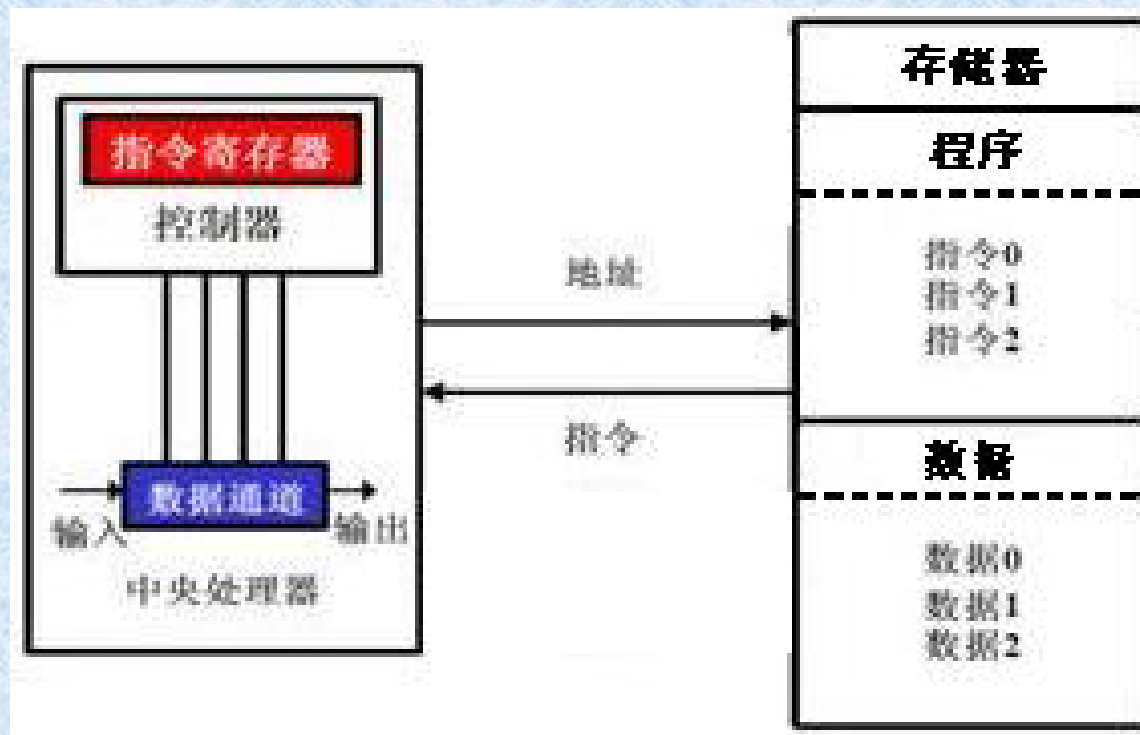 指令寄存器
控制器
数据通道
输入
输出
中央处理器
地址
指令
存储器
程序
指令0
指令1
指令2
数据
数据0
数据1
数据2